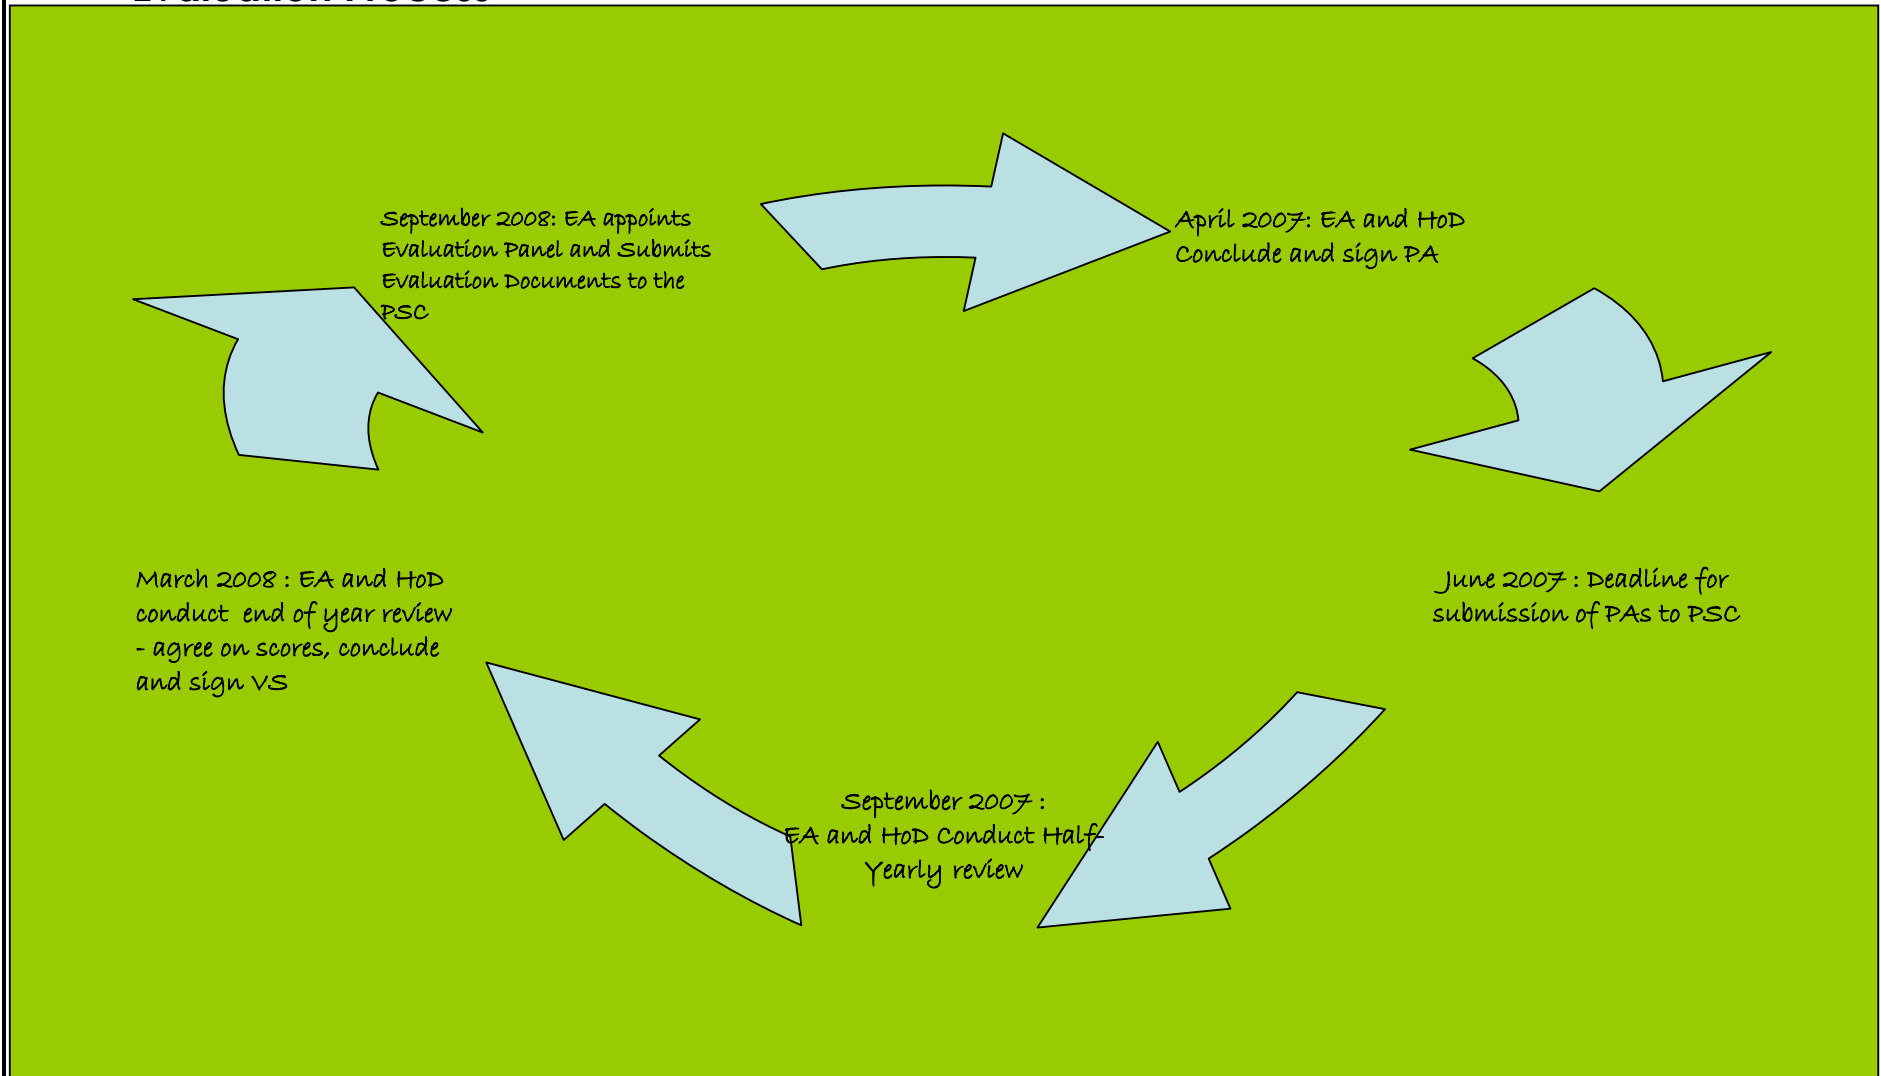 September 2008: EA appoints
Evaluation Panel and Submits
Evaluation Documents to the
PSC
April 2007: EA and HoD
Conclude and sign PA
March 2008 : EA and HoD
conduct  end of year review
- agree on scores, conclude
and sign VS
June 2007 : Deadline for
submission of PAs to PSC
September 2007 :
EA and HoD Conduct Half-
Yearly review